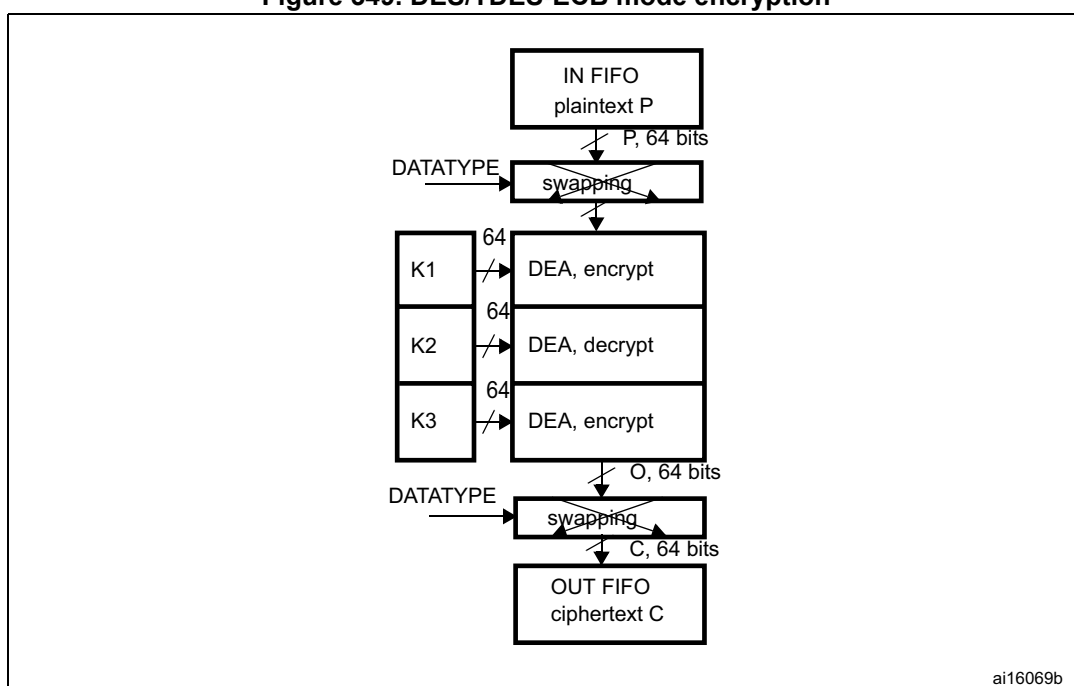 IN FIFO
plaintext P
P, 64 bits
DATATYPE
swapping
64
K1
DEA, encrypt
64
K2
DEA, decrypt
64
K3
DEA, encrypt
O, 64 bits
DATATYPE
swapping
C, 64 bits
OUT FIFO
ciphertext C
ai16069b